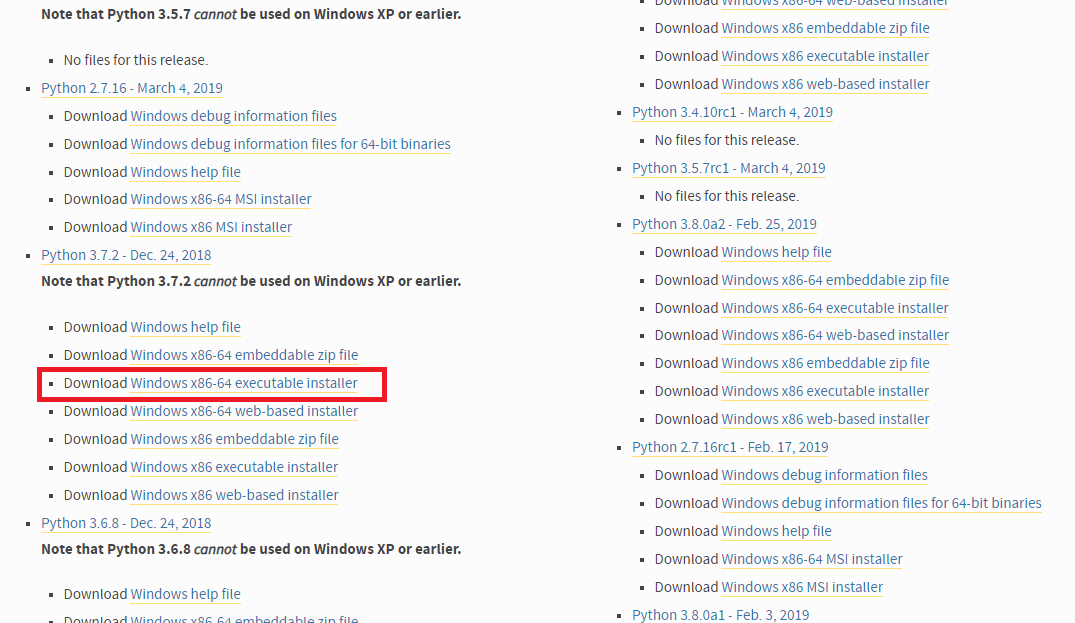 Note that Python 3.5.7 cannot be used on Windows XP or earlier.
No files for this release.
Python 2.7.16 - March 4, 2019
Download Windows debug information files
Download Windows debug information files for 64-bit binaries
Download Windows help file
Download Windows x86-64 MSI installer
Download Windows x86 MSI installer
Python 3.7.2 - Dec. 24, 2018
Note that Python 3.7.2 cannot be used on Windows XP or earlier.
Download Windows help file
Download Windows x86-64 embeddable zip file
Download Windows x86-64 executable installer
Download Windows x86-64 web-based installer
Download Windows x86 embeddable zip file
Download Windows x86 executable installer
Download Windows x86 web-based installer
Python 3.6.8 - Dec. 24, 2018
Note that Python 3.6.8 cannot be used on Windows XP or earlier.
Download Windows help file
Download Windows x86-64 embeddable zip file
Download Windows x86-64 web-based installer
Download Windows x86 embeddable zip file
Download Windows x86 executable installer
Download Windows x86 web-based installer
Python 3.4.10rc1 - March 4, 2019
No files for this release.
Python 3.5.7rc1 - March 4, 2019
No files for this release.
Python 3.8.0a2 - Feb. 25, 2019
Download Windows help file
Download Windows x86-64 embeddable zip file
Download Windows x86-64 executable installer
Download Windows x86-64 web-based installer
Download Windows x86 embeddable zip file
Download Windows x86 executable installer
Download Windows x86 web-based installer
Python 2.7.16rc1 - Feb. 17, 2019
Download Windows debug information files
Download Windows debug information files for 64-bit binaries
Download Windows help file
Download Windows x86-64 MSI installer
Download Windows x86 MSI installer
Python 3.8.0a1 - Feb. 3, 2019